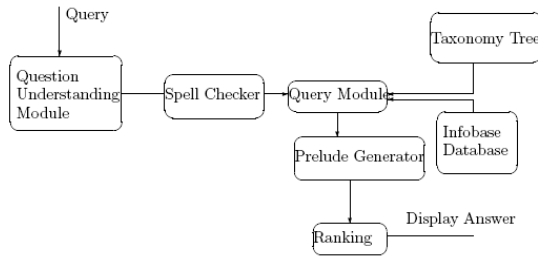 Query
Taxonomy Tree
Question
Understanding
Module
Spell Checker
Query Module
Infobase
Database
Prelude Generator
Display Answer
Ranking